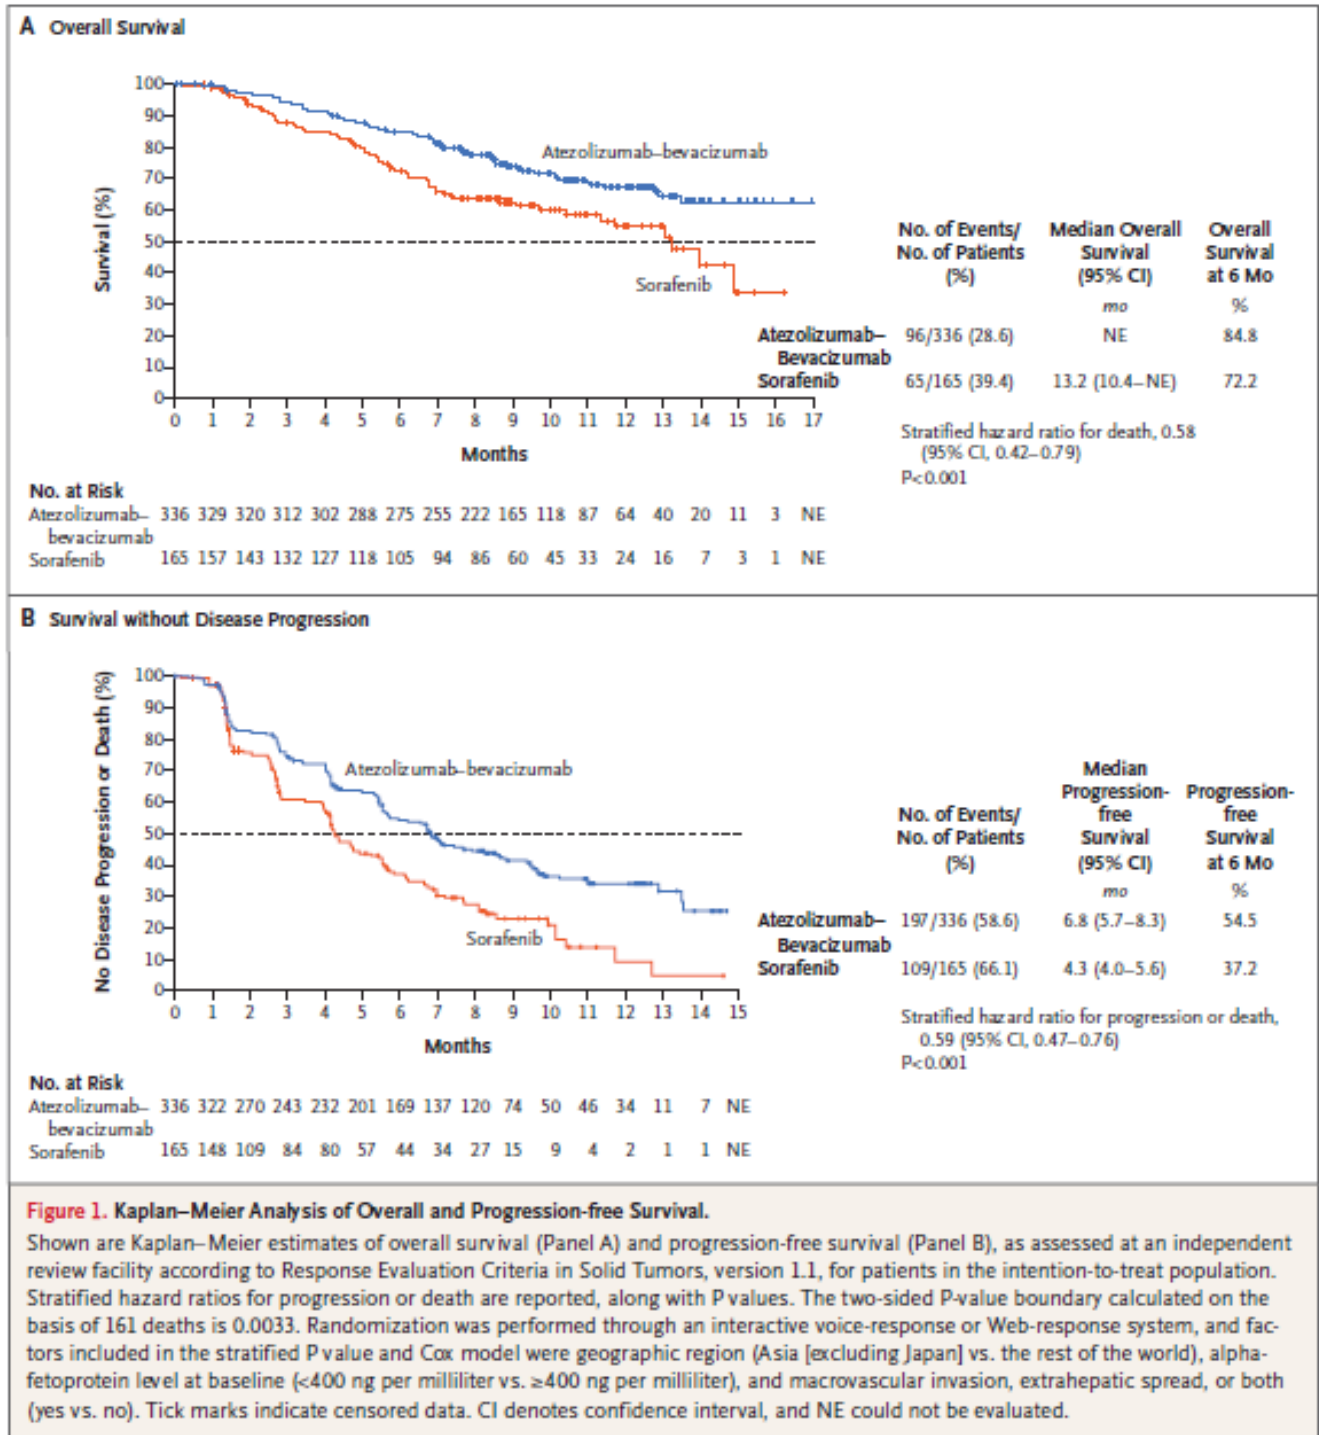 A Overall Survival
Survival (%)
100
90
80
70
60
50
40
30
20
10
0
Atezolizumab–bevacizumab
Sorafenib
0 1 2 3 4 5 6 7 8 9 10 11 12 13 14 15 16 17
Months
No. of Events/ Median Overall Overall
No. of Patients Survival Survival
(%) (95% CI) at 6 Mo
mo %
Atezolizumab– 96/336 (28.6) NE 84.8
Bevacizumab
Sorafenib 65/165 (39.4) 13.2 (10.4–NE) 72.2
Stratified hazard ratio for death, 0.58
(95% CI, 0.42–0.79)
P<0.001
No. at Risk
Atezolizumab– 336 329 320 312 302 288 275 255 222 165 118 87 64 40 20 11 3 NE
bevacizumab
Sorafenib 165 157 143 132 127 118 105 94 86 60 45 33 24 16 7 3 1 NE
B Survival without Disease Progression
No Disease Progression or Death (%)
100
90
80
70
60
50
40
30
20
10
0
Atezolizumab–bevacizumab
Sorafenib
0 1 2 3 4 5 6 7 8 9 10 11 12 13 14 15
Months
Median
Progression- Progression-
No. of Events/ free free
No. of Patients Survival Survival
(%) (95% CI) at 6 Mo
mo %
Atezolizumab– 197/336 (58.6) 6.8 (5.7–8.3) 54.5
Bevacizumab
Sorafenib 109/165 (66.1) 4.3 (4.0–5.6) 37.2
Stratified hazard ratio for progression or death,
0.59 (95% CI, 0.47–0.76)
P<0.001
No. at Risk
Atezolizumab– 336 322 270 243 232 201 169 137 120 74 50 46 34 11 7 NE
bevacizumab
Sorafenib 165 148 109 84 80 57 44 34 27 15 9 4 2 1 1 NE
Figure 1. Kaplan–Meier Analysis of Overall and Progression-free Survival.
Shown are Kaplan–Meier estimates of overall survival (Panel A) and progression-free survival (Panel B), as assessed at an independent
review facility according to Response Evaluation Criteria in Solid Tumors, version 1.1, for patients in the intention-to-treat population.
Stratified hazard ratios for progression or death are reported, along with P values. The two-sided P-value boundary calculated on the
basis of 161 deaths is 0.0033. Randomization was performed through an interactive voice-response or Web-response system, and fac-
tors included in the stratified P value and Cox model were geographic region (Asia [excluding Japan] vs. the rest of the world), alpha-
fetoprotein level at baseline (<400 ng per milliliter vs. ≥400 ng per milliliter), and macrovascular invasion, extrahepatic spread, or both
(yes vs. no). Tick marks indicate censored data. CI denotes confidence interval, and NE could not be evaluated.